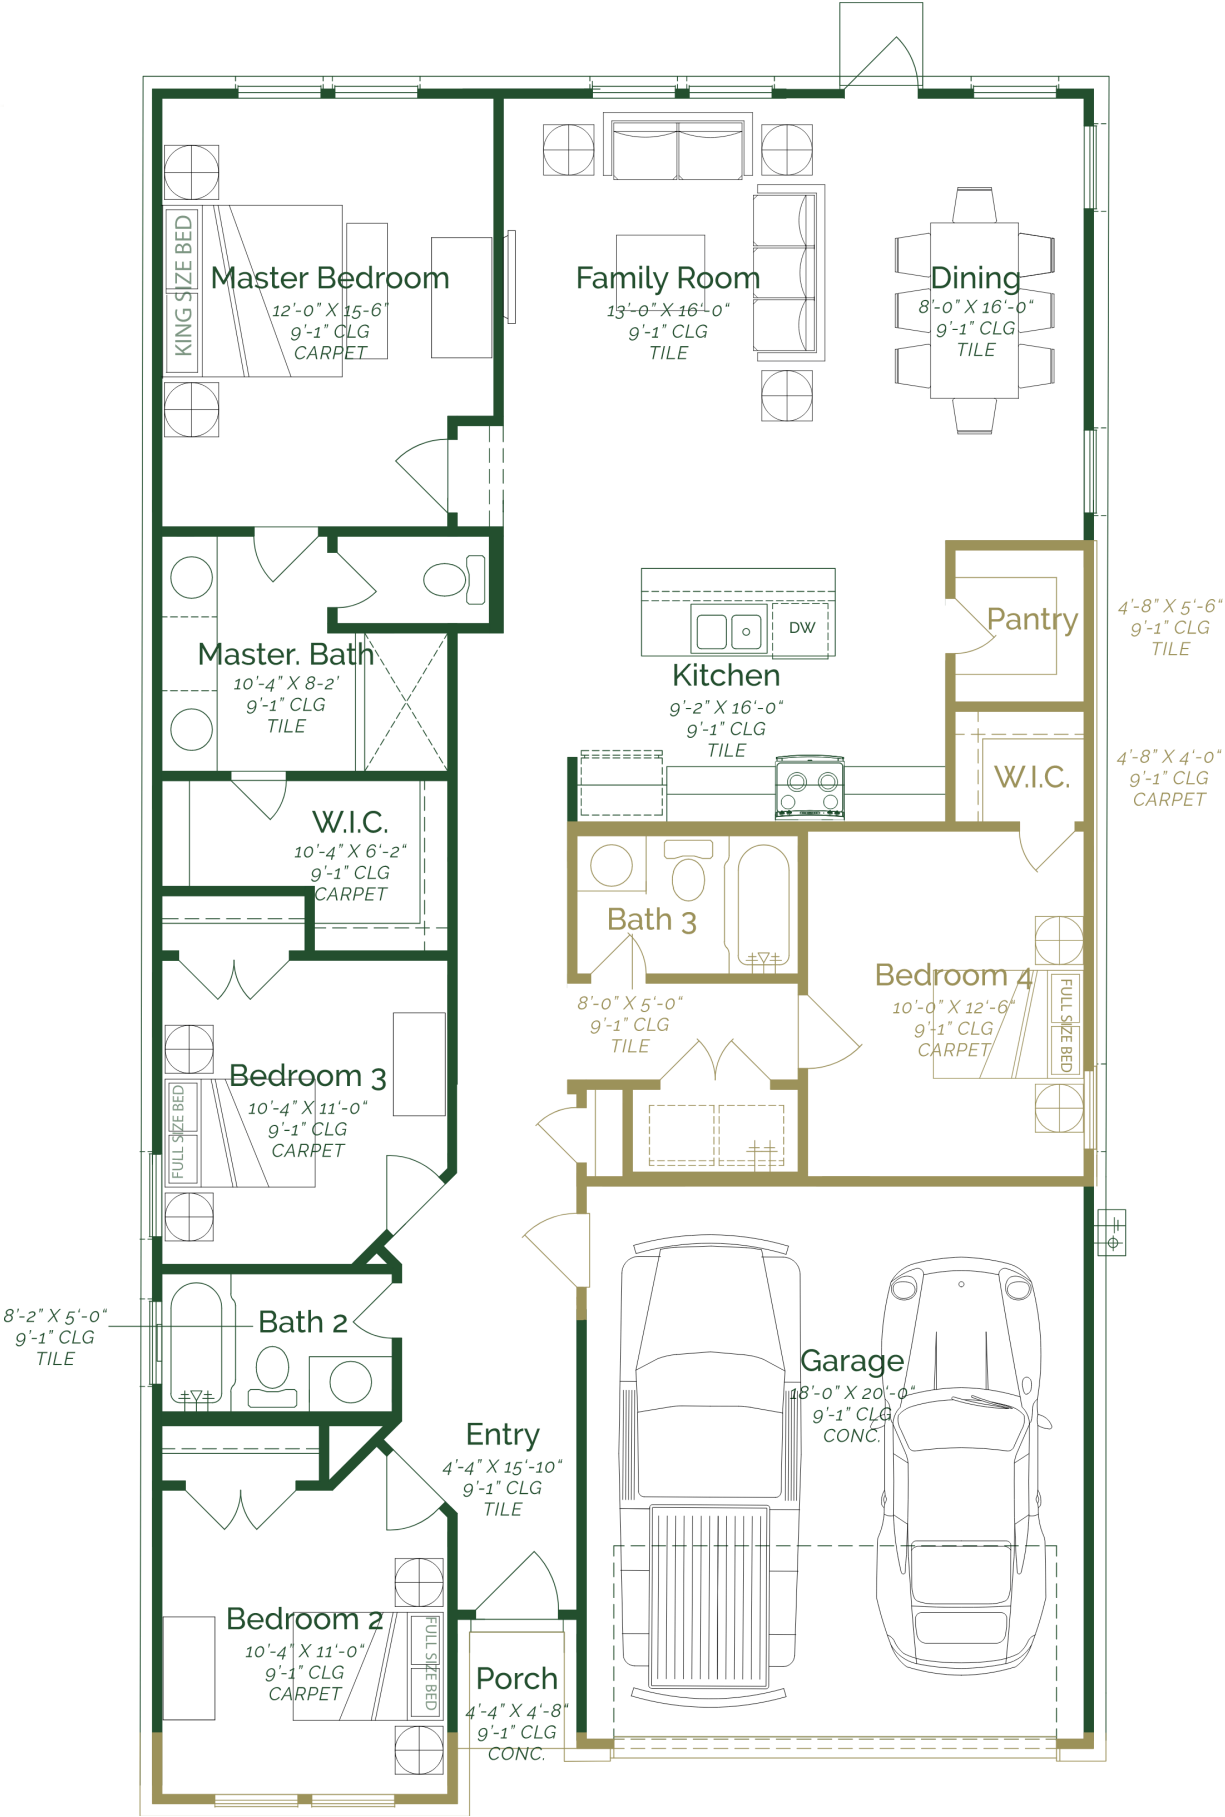 KING SIZE BED
Master Bedroom
12'-0" X 15-6"
9'-1" CLG
CARPET
Family Room
13'-0" X 16'-0"
9'-1" CLG
TILE
Dining
8'-0" X 16'-0"
9'-1" CLG
TILE
Master. Bath
10'-4" X 8-2'
9'-1" CLG
TILE
DW
Kitchen
9'-2" X 16'-0"
9'-1" CLG
TILE
Pantry
4'-8" X 5'-6"
9'-1" CLG
TILE
W.I.C.
4'-8" X 4'-0"
9'-1" CLG
CARPET
W.I.C.
10'-4" X 6'-2"
9'-1" CLG
CARPET
Bath 3
8'-0" X 5'-0"
9'-1" CLG
TILE
Bedroom 4
10'-0" X 12'-6"
9'-1" CLG
CARPET
FULL SIZE BED
Bedroom 3
10'-4" X 11'-0"
9'-1" CLG
CARPET
FULL SIZE BED
8'-2" X 5'-0"
9'-1" CLG
TILE
Bath 2
Garage
18'-0" X 20'-0"
9'-1" CLG
CONC.
Entry
4'-4" X 15'-10"
9'-1" CLG
TILE
Bedroom 2
10'-4" X 11'-0"
9'-1" CLG
CARPET
FULL SIZE BED
Porch
4'-4" X 4'-8"
9'-1" CLG
CONC.